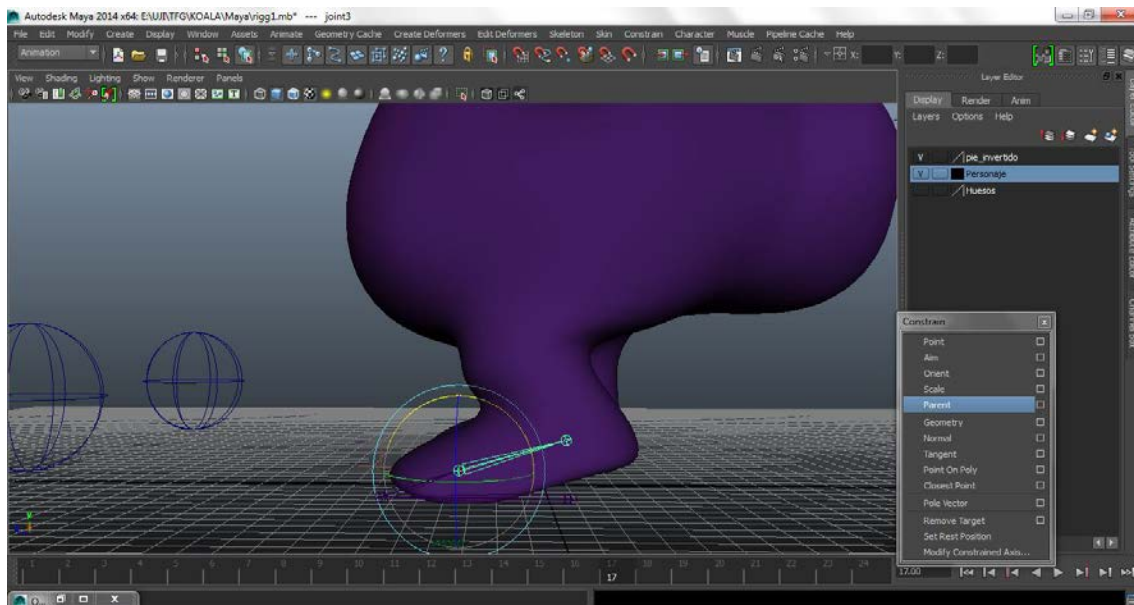 Autodesk Maya 2014 x64: E:\UJI\TFG\KOALA\Maya\rigg1.mb* --- joint3
File Edit Modify Create Display Window Assets Animate Geometry Cache Create Deformers Edit Deformers Skeleton Skin Constrain Character Muscle Pipeline Cache Help
Animation X: Y: Z:
View Shading Lighting Show Renderer Panels
Layer Editor
Display Render Anim
Layers Options Help
V pie_invertido
V Personaje
Huesos
Constrain
Point
Aim
Orient
Scale
Parent
Geometry
Normal
Tangent
Point On Poly
Closest Point
Pole Vector
Remove Target
Set Rest Position
Modify Constrained Axis...
y
1 2 3 4 5 6 7 8 9 10 11 12 13 14 15 16 17 18 19 20 21 22 23 24
17.00